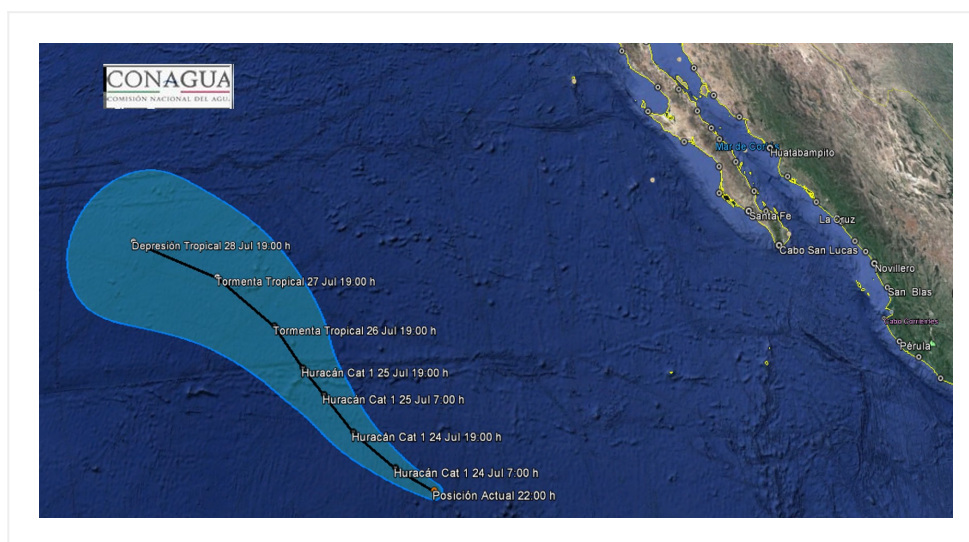 CONAGUA
COMISIÓN NACIONAL DEL AGU
Mar de Cortés
Huatabampito
Santa Fe
La Cruz
Cabo San Lucas
Depresión Tropical 28 Jul 19:00 h
Novillero
Tormenta Tropical 27 Jul 19:00 h
San Blas
Cabo Corrientes
Tormenta Tropical 26 Jul 19:00 h
Pérula
Huracán Cat 1 25 Jul 19:00 h
Huracán Cat 1 25 Jul 7:00 h
Huracán Cat 1 24 Jul 19:00 h
Huracán Cat 1 24 Jul 7:00 h
Posición Actual 22:00 h